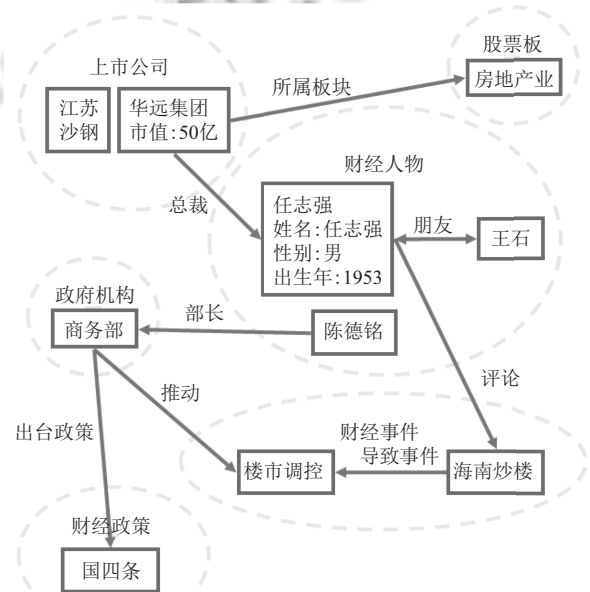 股票板
上市公司
房地产业
所属板块
江苏
沙钢
华远集团
市值:50亿
财经人物
总裁
任志强
姓名:任志强
性别:男
出生年:1953
朋友
王石
政府机构
部长
商务部
陈德铭
推动
评论
出台政策
财经事件
导致事件
楼市调控
海南炒楼
财经政策
国四条